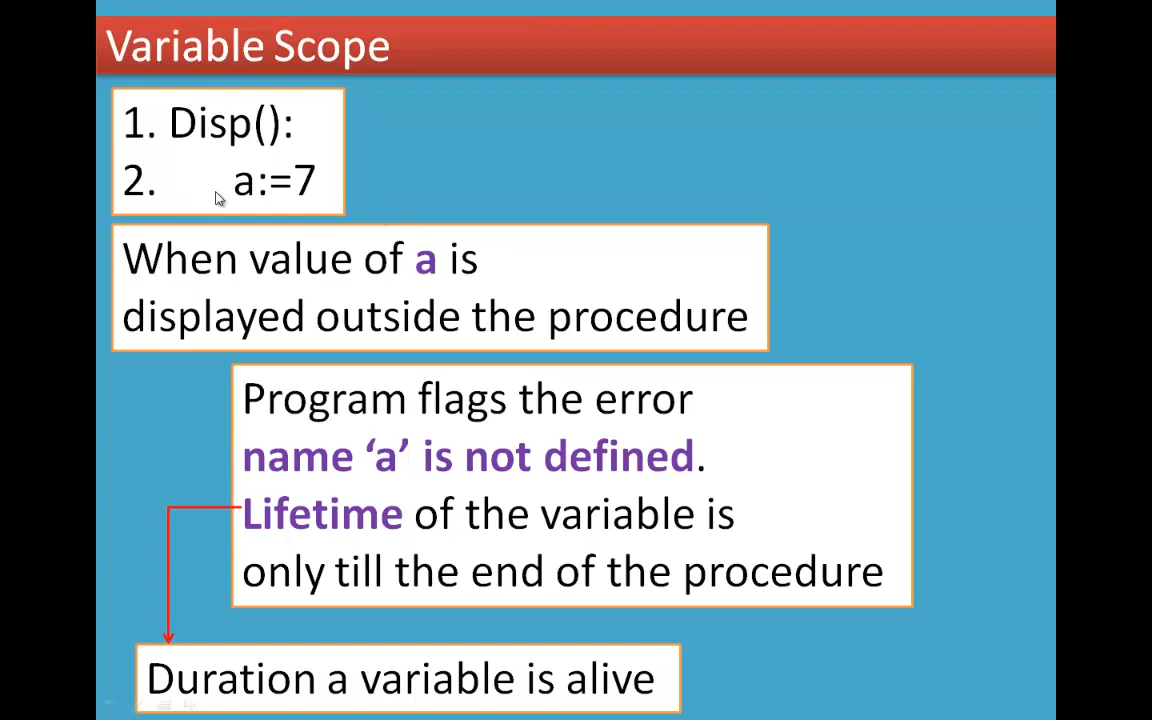 Variable Scope
1. Disp():
2. a:=7
When value of a is
displayed outside the procedure
Program flags the error
name ‘a’ is not defined.
Lifetime of the variable is
only till the end of the procedure
Duration a variable is alive